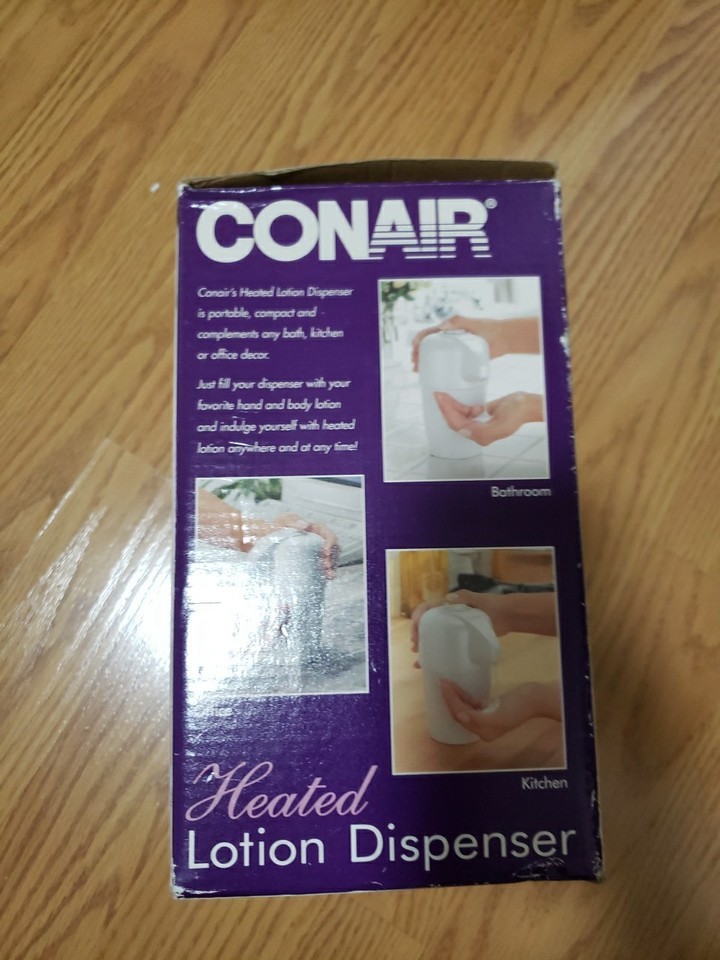 CONAIR®
Conair's Heated Lotion Dispenser
is portable, compact and
complements any bath, kitchen
or office decor.
Just fill your dispenser with your
favorite hand and body lotion
and indulge yourself with heated
lotion anywhere and at any time!
Bathroom
Kitchen
Heated
Lotion Dispenser